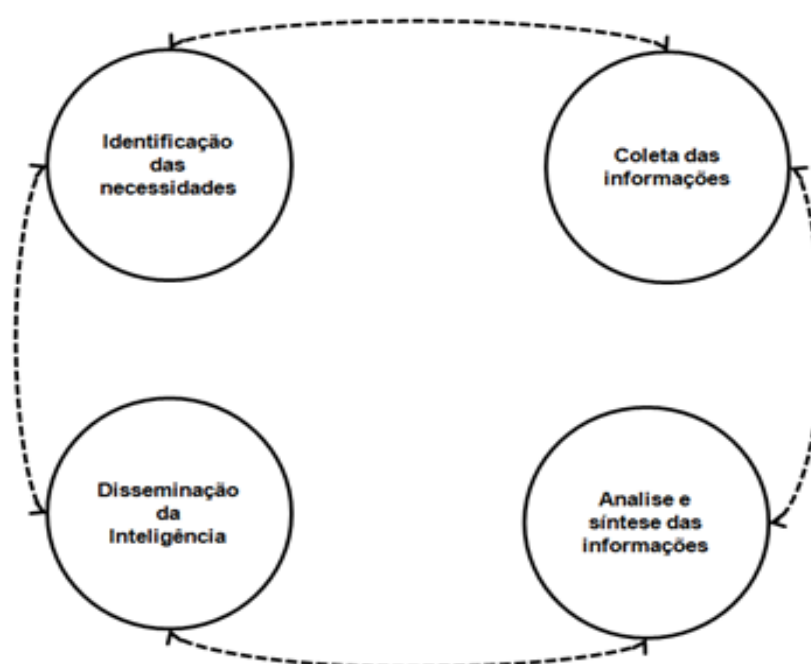 Identificação
das
necessidades
Coleta das
informações
Disseminação
da
Inteligência
Analise e
síntese das
informações